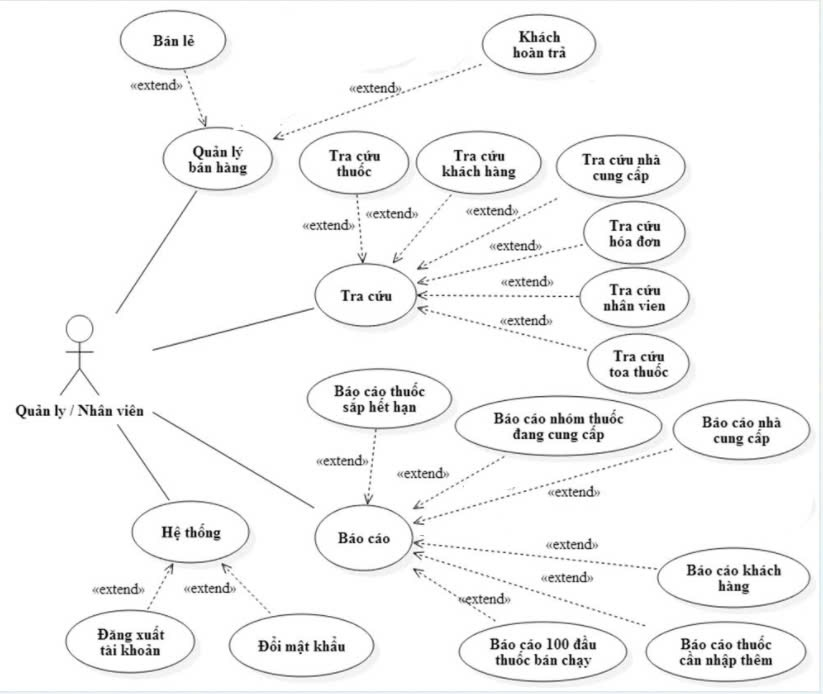 Bán lẻ
Khách
hoàn trả
«extend»
«extend»
Quản lý
bán hàng
Tra cứu
thuốc
Tra cứu
khách hàng
Tra cứu nhà
cung cấp
«extend»
«extend»
«extend»
Tra cứu
hóa đơn
«extend»
Tra cứu
«extend»
Tra cứu
nhân vien
«extend»
Tra cứu
toa thuốc
Quản ly / Nhân viên
Báo cáo thuốc
sắp hết hạn
Báo cáo nhóm thuốc
đang cung cấp
Báo cáo nhà
cung cấp
«extend»
«extend»
«extend»
Hệ thống
Báo cáo
«extend»
Báo cáo khách
hàng
«extend»
«extend»
«extend»
«extend»
Đăng xuất
tài khoản
Đổi mật khẩu
Báo cáo 100 đầu
thuốc bán chạy
Báo cáo thuốc
cần nhập thêm